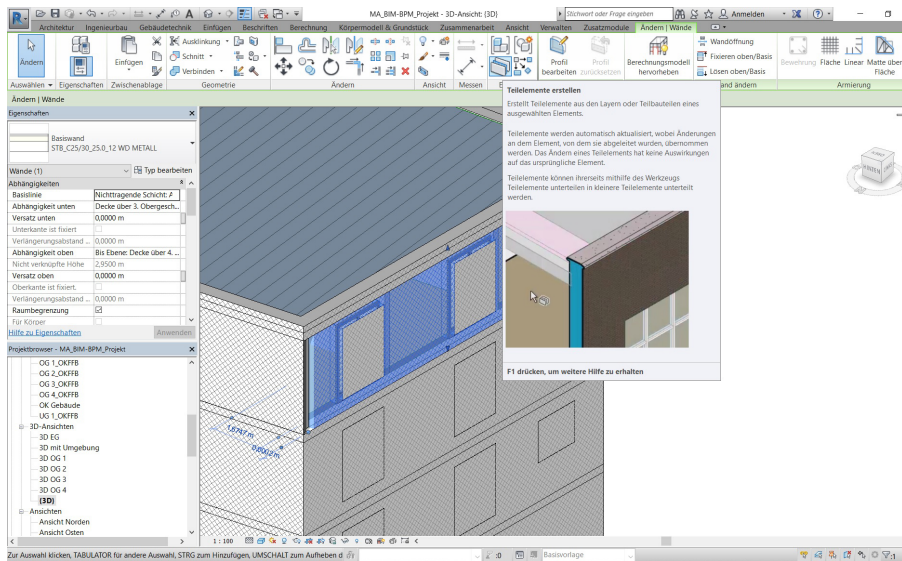 MA_BIM-BPM_Projekt - 3D-Ansicht: {3D}
Stichwort oder Frage eingeben
Anmelden
Architektur Ingenieurbau Gebäudetechnik Einfügen Beschriften Berechnung Körpermodell & Grundstück Zusammenarbeit Ansicht Verwalten Zusatzmodule Ändern | Wände
Ändern
Einfügen
Ausklinkung
Schnitt
Verbinden
Profil bearbeiten
Profil zurücksetzen
Berechnungsmodell hervorheben
Wandöffnung
Fixieren oben/Basis
Lösen oben/Basis
Bewehrung Fläche Linear Matte über Fläche
Auswählen Eigenschaften Zwischenablage Geometrie Ändern Ansicht Messen E and ändern Armierung
Ändern | Wände
Eigenschaften
Basiswand
STB_C25/30_25.0_12 WD METALL
Wände (1) Typ bearbeiten
Abhängigkeiten
Basislinie Nichttragende Schicht: A
Abhängigkeit unten Decke über 3. Obergesch...
Versatz unten 0,0000 m
Unterkante ist fixiert
Verlängerungsabstand ... 0,0000 m
Abhängigkeit oben Bis Ebene: Decke über 4. ...
Nicht verknüpfte Höhe 2,9500 m
Versatz oben 0,0000 m
Oberkante ist fixiert.
Verlängerungsabstand ... 0,0000 m
Raumbegrenzung
Für Körper
Hilfe zu Eigenschaften Anwenden
Projektbrowser - MA_BIM-BPM_Projekt
OG 1_OKFFB
OG 2_OKFFB
OG 3_OKFFB
OG 4_OKFFB
OK Gebäude
UG 1_OKFFB
3D-Ansichten
3D EG
3D mit Umgebung
3D OG 1
3D OG 2
3D OG 3
3D OG 4
{3D}
Ansichten
Ansicht Norden
Ansicht Osten
Teilelemente erstellen
Erstellt Teilelemente aus den Layern oder Teilbauteilen eines
ausgewählten Elements.
Teilelemente werden automatisch aktualisiert, wobei Änderungen
an dem Element, von dem sie abgeleitet wurden, übernommen
werden. Das Ändern eines Teilelements hat keine Auswirkungen
auf das ursprüngliche Element.
Teilelemente können ihrerseits mithilfe des Werkzeugs
Teilelemente unterteilen in kleinere Teilelemente unterteilt
werden.
F1 drücken, um weitere Hilfe zu erhalten
1,6747 m
0,6002 m
1 : 100
Zur Auswahl klicken, TABULATOR für andere Auswahl, STRG zum Hinzufügen, UMSCHALT zum Aufheben d
:0
Basisvorlage
:1